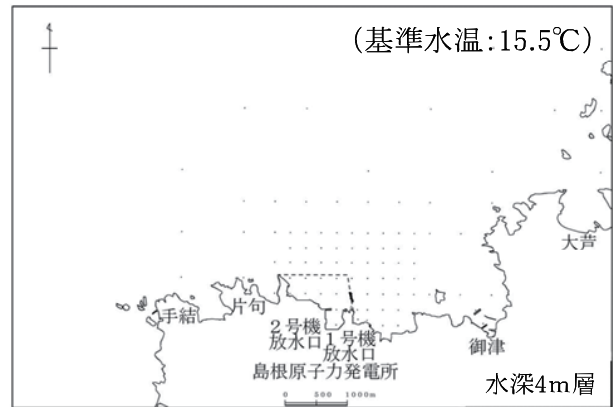 (基準水温:15.5℃)
大芦
手結
片句
2号機
放水口
1号機
放水口
御津
島根原子力発電所
水深4m層
0 500 1000m